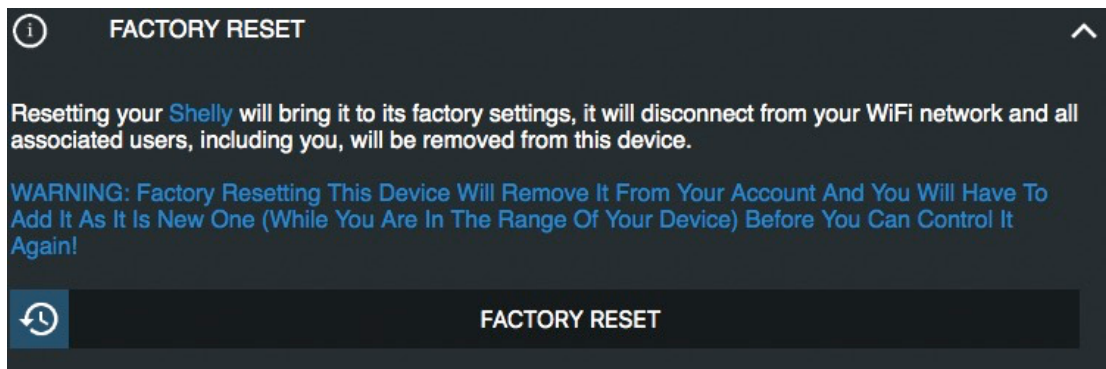 FACTORY RESET
Resetting your Shelly will bring it to its factory settings, it will disconnect from your WiFi network and all
associated users, including you, will be removed from this device.
WARNING: Factory Resetting This Device Will Remove It From Your Account And You Will Have To
Add It As It Is New One (While You Are In The Range Of Your Device) Before You Can Control It
Again!
FACTORY RESET